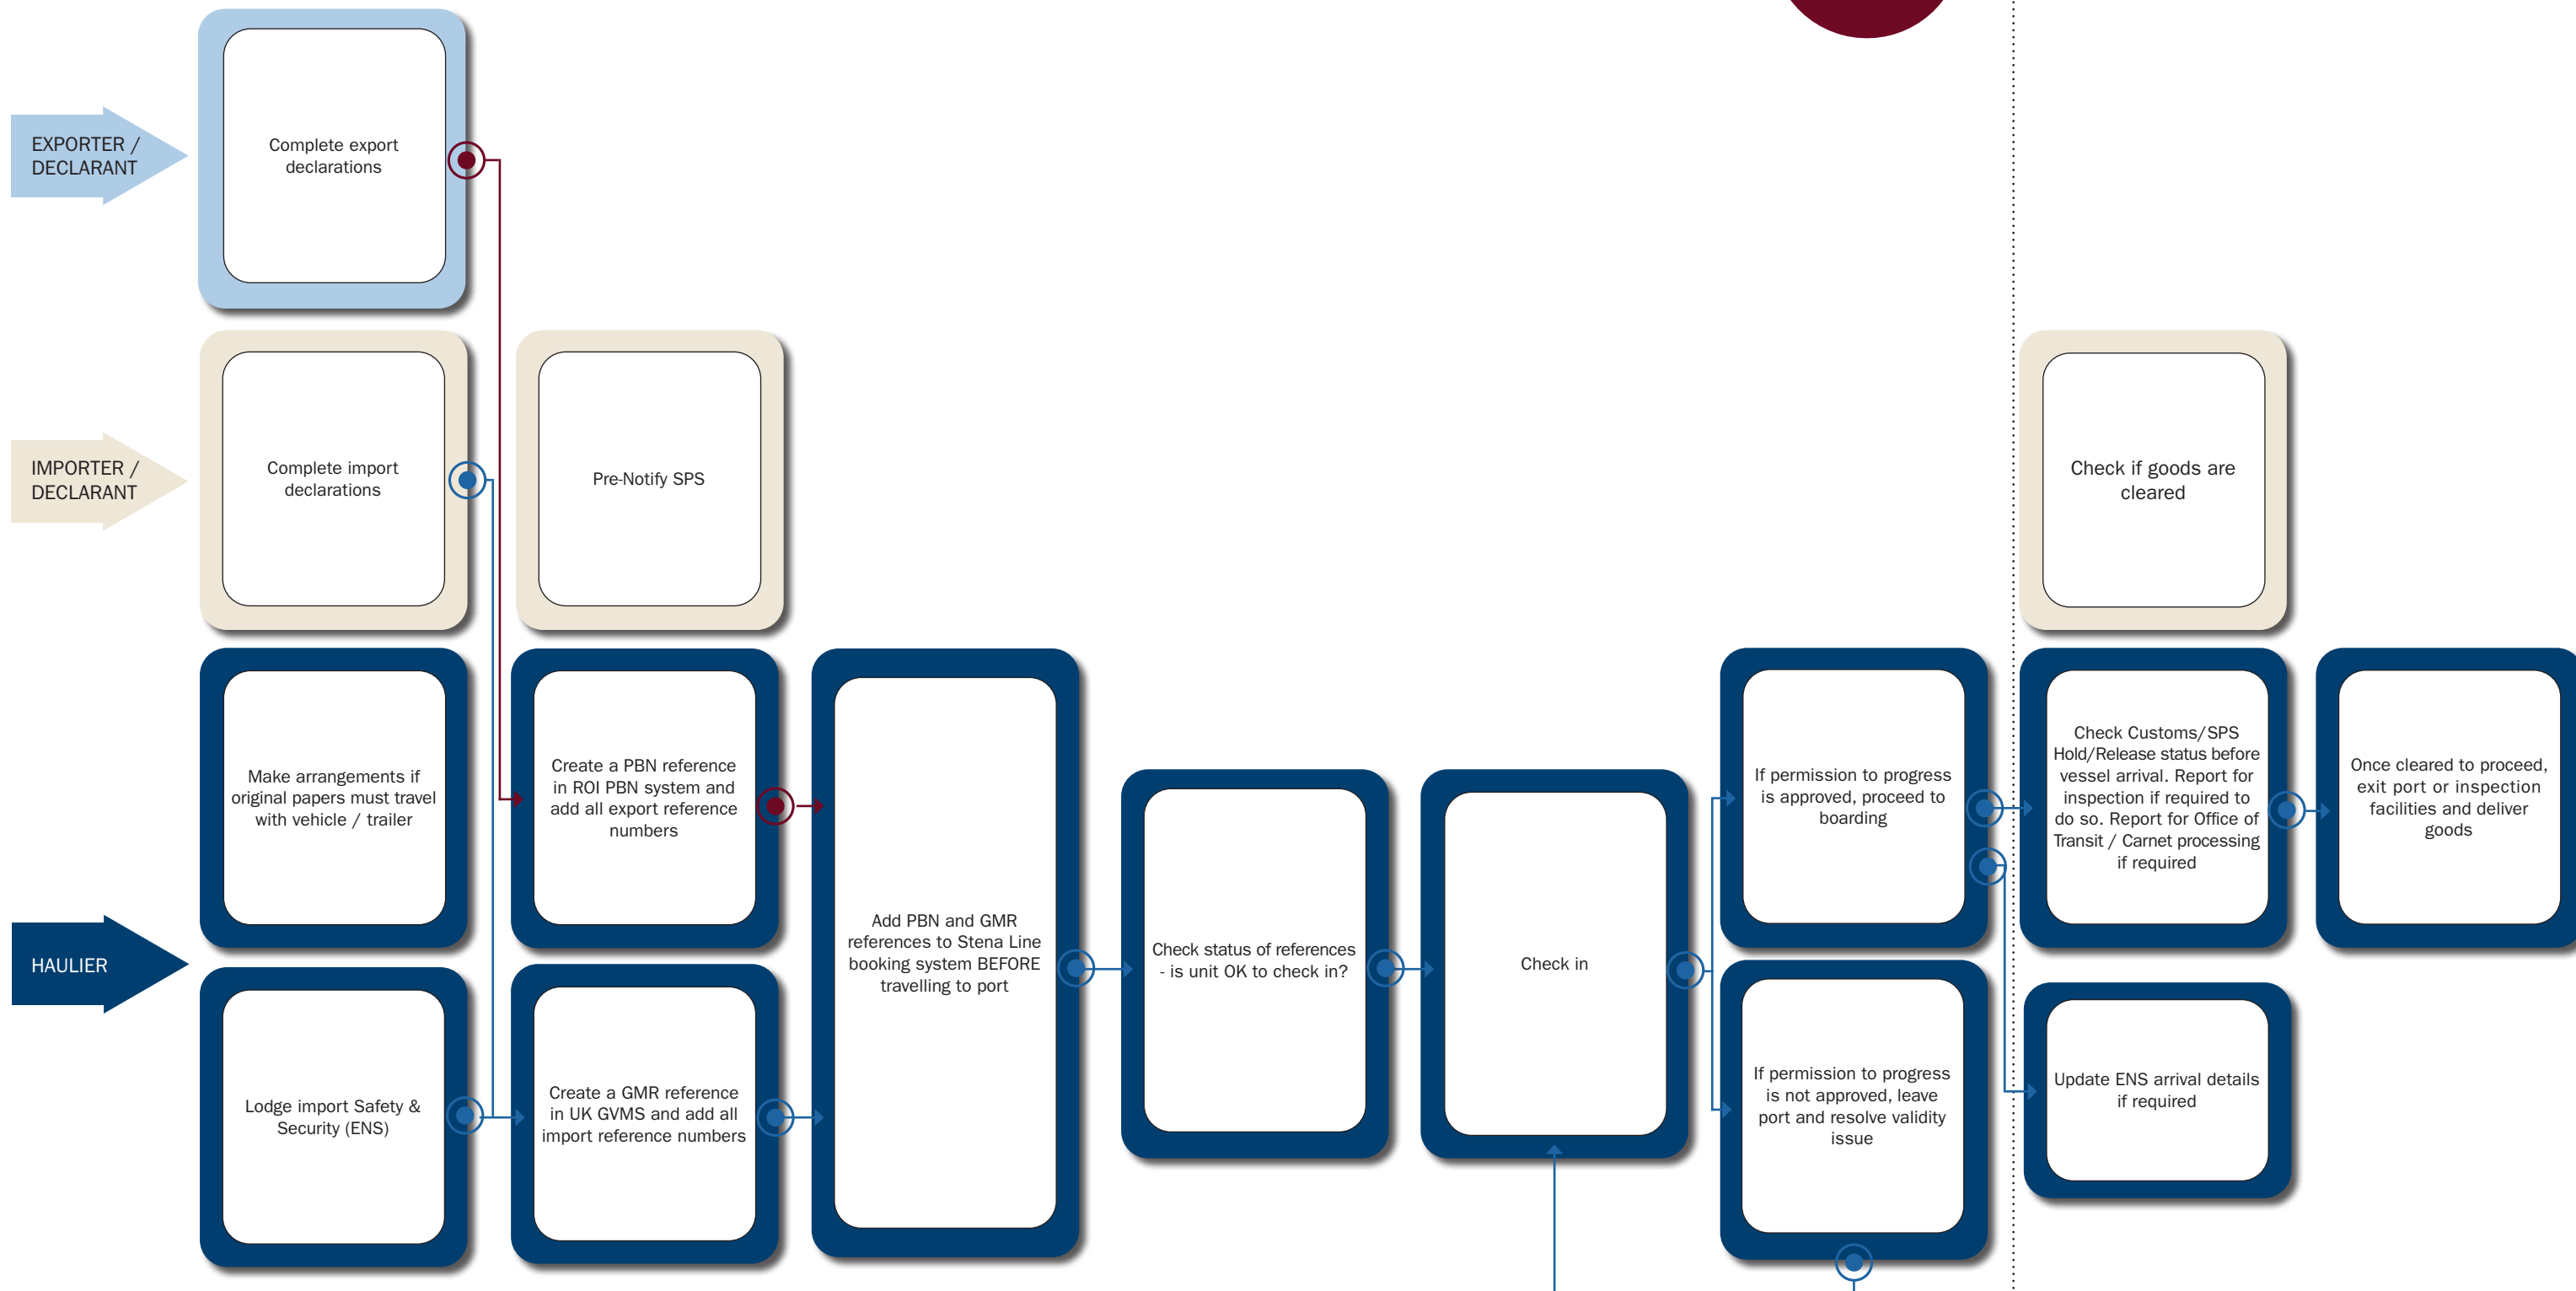 EXPORTER /
DECLARANT
Complete export
declarations
IMPORTER /
DECLARANT
Complete import
declarations
Pre-Notify SPS
Check if goods are
cleared
HAULIER
Make arrangements if
original papers must travel
with vehicle / trailer
Lodge import Safety &
Security (ENS)
Create a PBN reference
in ROI PBN system and
add all export reference
numbers
Create a GMR reference
in UK GVMS and add all
import reference numbers
Add PBN and GMR
references to Stena Line
booking system BEFORE
travelling to port
Check status of references
- is unit OK to check in?
Check in
If permission to progress
is approved, proceed to
boarding
If permission to progress
is not approved, leave
port and resolve validity
issue
Check Customs/SPS
Hold/Release status before
vessel arrival. Report for
inspection if required to
do so. Report for Office of
Transit / Carnet processing
if required
Update ENS arrival details
if required
Once cleared to proceed,
exit port or inspection
facilities and deliver
goods